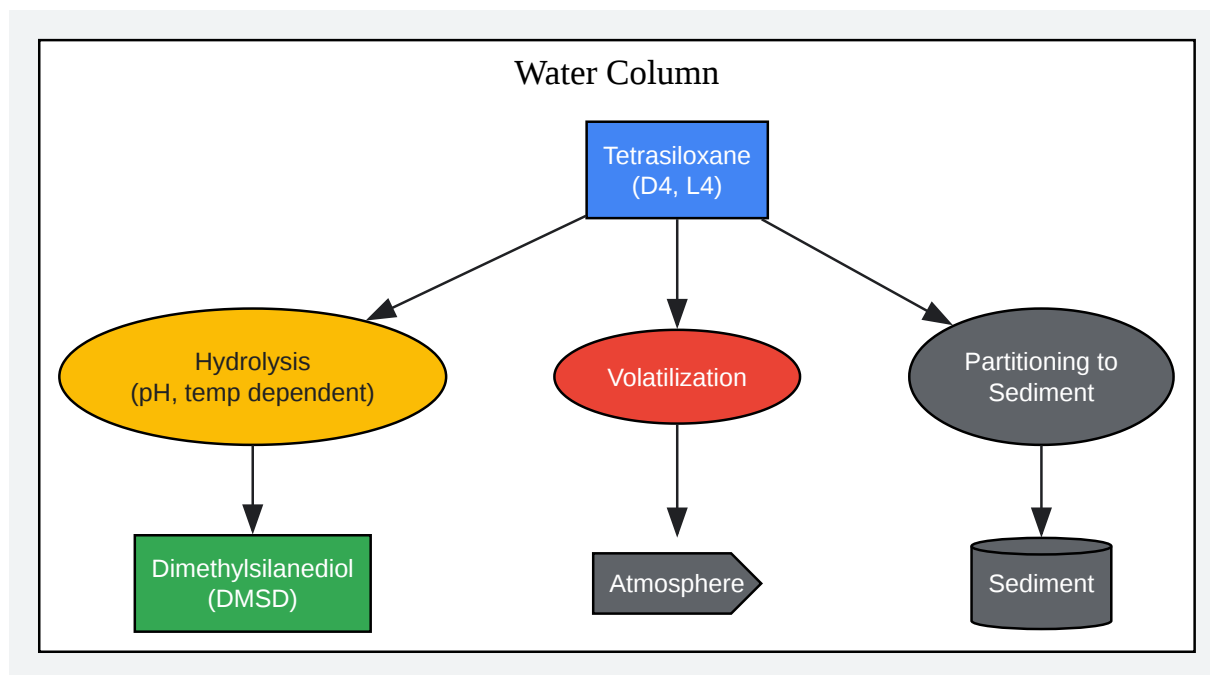 Water Column
Tetrasiloxane
(D4, L4)
Hydrolysis
(pH, temp dependent)
Volatilization
Partitioning to
Sediment
Dimethylsilanediol
(DMSD)
Atmosphere
Sediment